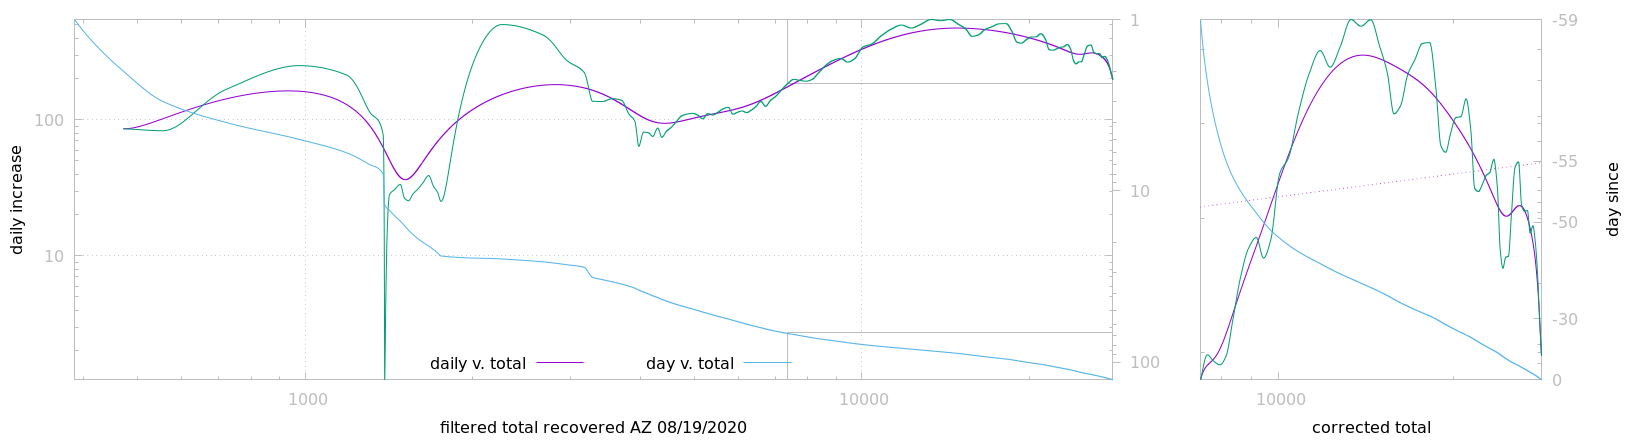 daily increase
100
10
1000
10000
1
10
100
daily v. total
day v. total
filtered total recovered AZ 08/19/2020
-59
-55
-50
-30
0
10000
day since
corrected total